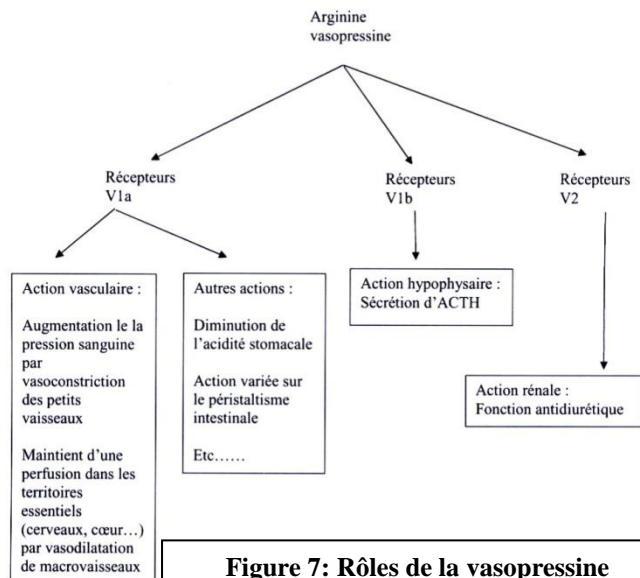 Arginine
vasopressine
Récepteurs
V1a
Récepteurs
V1b
Récepteurs
V2
Action vasculaire :
Augmentation le la
pression sanguine
par
vasoconstriction
des petits
vaisseaux
Maintient d'une
perfusion dans les
territoires
essentiels
(cerveaux, cœur…)
par vasodilatation
de macrovaisseaux
Autres actions :
Diminution de
l'acidité stomacale
Action variée sur
le péristaltisme
intestinale
Etc……
Action hypophysaire :
Sécrétion d'ACTH
Action rénale :
Fonction antidiurétique
Figure 7: Rôles de la vasopressine